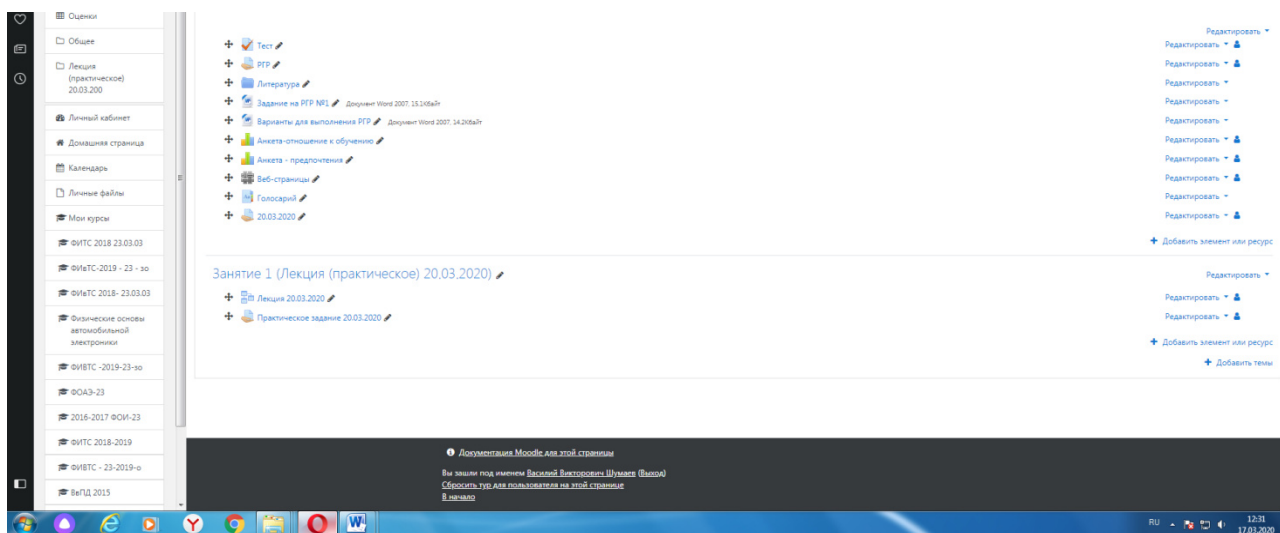 Оценки
Общее
Лекция
(практическое)
20.03.200
Личный кабинет
Домашняя страница
Календарь
Личные файлы
Мои курсы
ФИТС 2018 23.03.03
ФИвТС-2019 - 23 - зо
ФИвТС 2018- 23.03.03
Физические основы
автомобильной
электроники
ФИВТС -2019-23-зо
ФОАЭ-23
2016-2017 ФОИ-23
ФИТС 2018-2019
ФИВТС - 23-2019-о
ВеПД 2015
Редактировать
Тест Редактировать
РГР Редактировать
Литература Редактировать
Задание на РГР №1 Документ Word 2007, 15.1Кбайт Редактировать
Варианты для выполнения РГР Документ Word 2007, 14.2Кбайт Редактировать
Анкета-отношение к обучению Редактировать
Анкета - предпочтения Редактировать
Веб-страницы Редактировать
Голосарий Редактировать
20.03.2020 Редактировать
Добавить элемент или ресурс
Занятие 1 (Лекция (практическое) 20.03.2020) Редактировать
Лекция 20.03.2020 Редактировать
Практическое задание 20.03.2020 Редактировать
Добавить элемент или ресурс
Добавить темы
Документация Moodle для этой страницы
Вы зашли под именем Василий Викторович Шумаев (Выход)
Сбросить тур для пользователя на этой странице
В начало
RU 12:31
17.03.2020